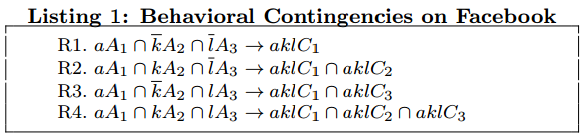 Listing 1: Behavioral Contingencies on Facebook
R1. aA₁ ∩ k̅A₂ ∩ l̅A₃ → aklC₁
R2. aA₁ ∩ kA₂ ∩ l̅A₃ → aklC₁ ∩ aklC₂
R3. aA₁ ∩ k̅A₂ ∩ lA₃ → aklC₁ ∩ aklC₃
R4. aA₁ ∩ kA₂ ∩ lA₃ → aklC₁ ∩ aklC₂ ∩ aklC₃